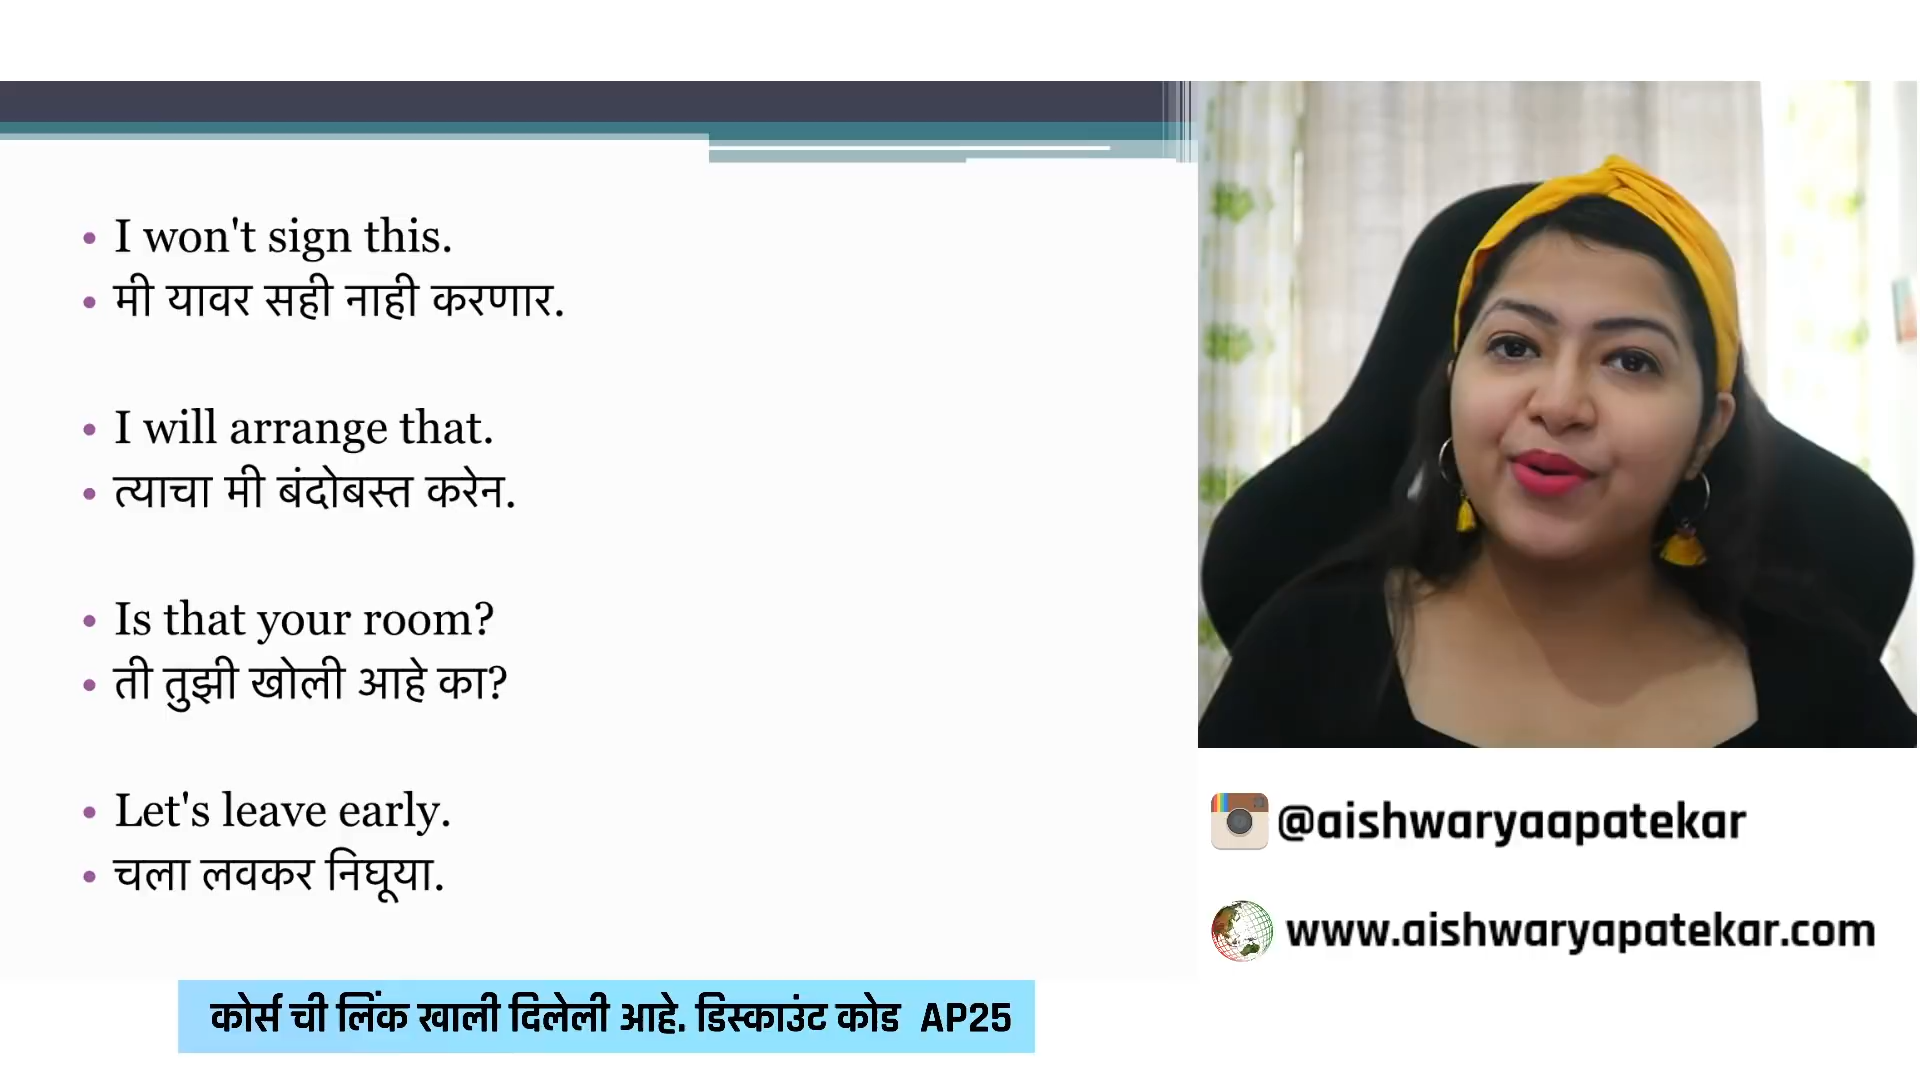 I won't sign this.
मी यावर सही नाही करणार.
I will arrange that.
त्याचा मी बंदोबस्त करेन.
Is that your room?
ती तुझी खोली आहे का?
Let's leave early.
चला लवकर निघूया.
@aishwaryaapatekar
www.aishwaryapatekar.com
कोर्स ची लिंक खाली दिलेली आहे. डिस्काउंट कोड AP25